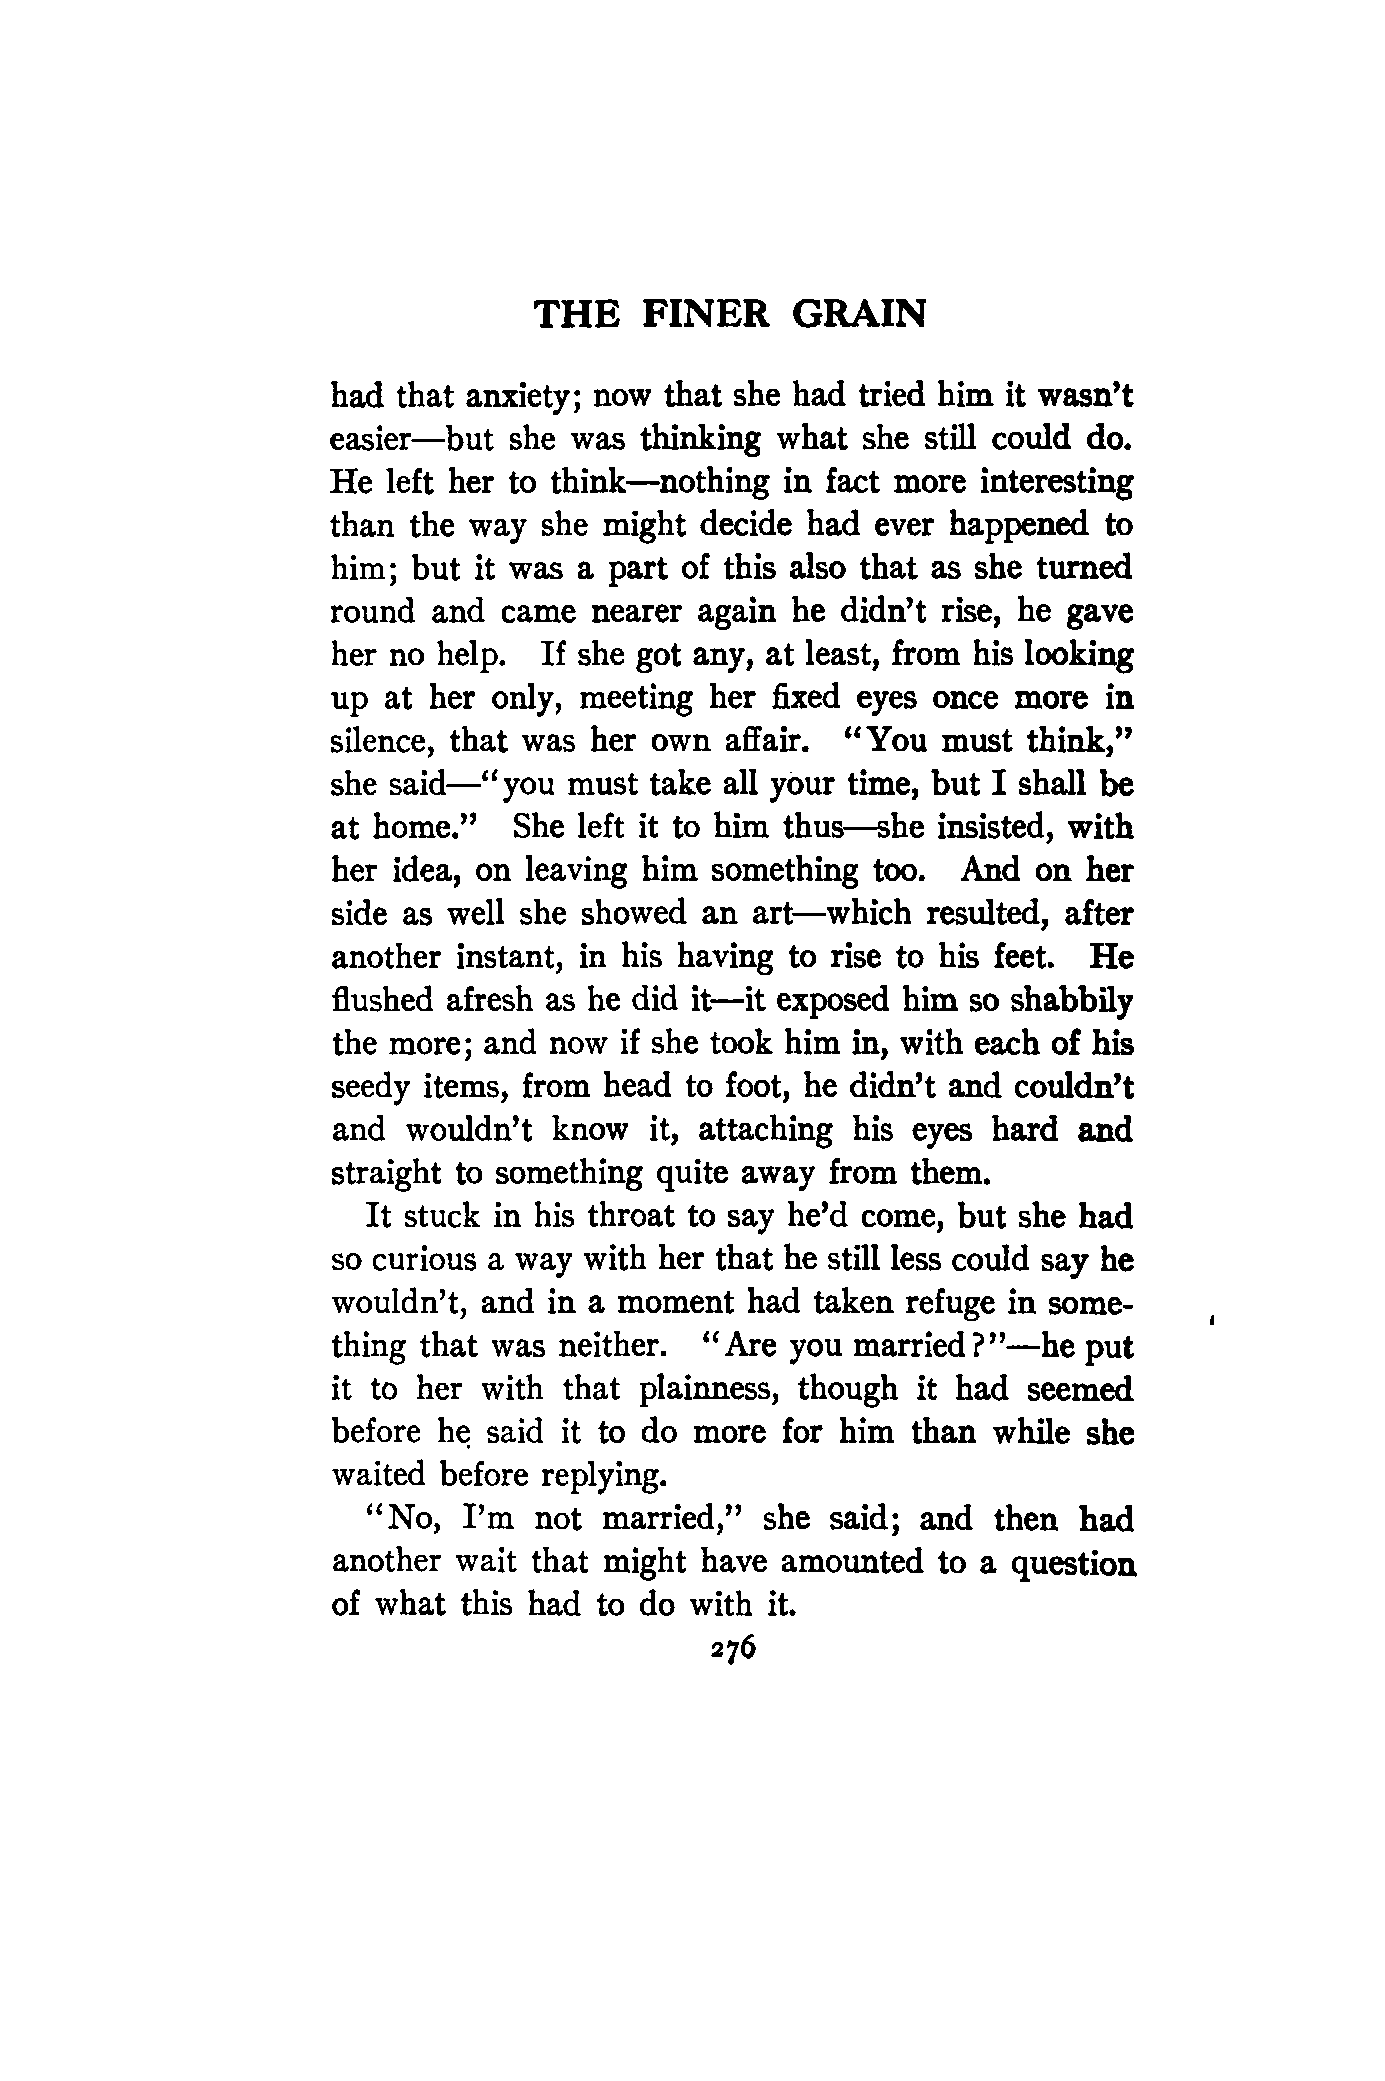 THE FINER GRAIN
had that anxiety; now that she had tried him it wasn't
easier—but she was thinking what she still could do.
He left her to think—nothing in fact more interesting
than the way she might decide had ever happened to
him; but it was a part of this also that as she turned
round and came nearer again he didn't rise, he gave
her no help. If she got any, at least, from his looking
up at her only, meeting her fixed eyes once more in
silence, that was her own affair. "You must think,"
she said—"you must take all your time, but I shall be
at home." She left it to him thus—she insisted, with
her idea, on leaving him something too. And on her
side as well she showed an art—which resulted, after
another instant, in his having to rise to his feet. He
flushed afresh as he did it—it exposed him so shabbily
the more; and now if she took him in, with each of his
seedy items, from head to foot, he didn't and couldn't
and wouldn't know it, attaching his eyes hard and
straight to something quite away from them.
It stuck in his throat to say he'd come, but she had
so curious a way with her that he still less could say he
wouldn't, and in a moment had taken refuge in some-
thing that was neither. "Are you married?"—he put
it to her with that plainness, though it had seemed
before he said it to do more for him than while she
waited before replying.
"No, I'm not married," she said; and then had
another wait that might have amounted to a question
of what this had to do with it.
276